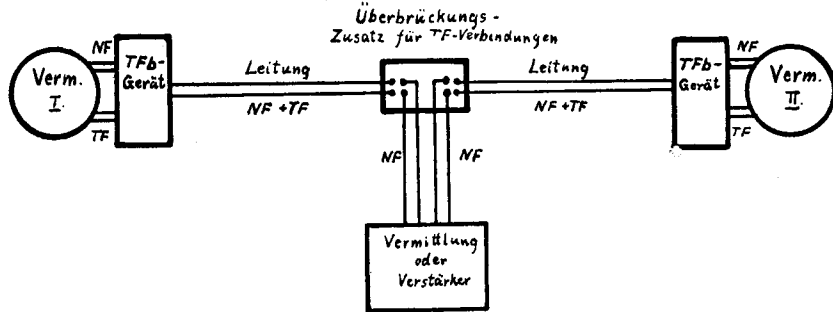 Überbrückungs-
Zusatz für TF-Verbindungen
NF
TFb-
Gerät
Verm.
I.
TF
Leitung
NF + TF
Leitung
NF + TF
TFb-
Gerät
NF
Verm.
II.
TF
NF
NF
Vermittlung
oder
Verstärker